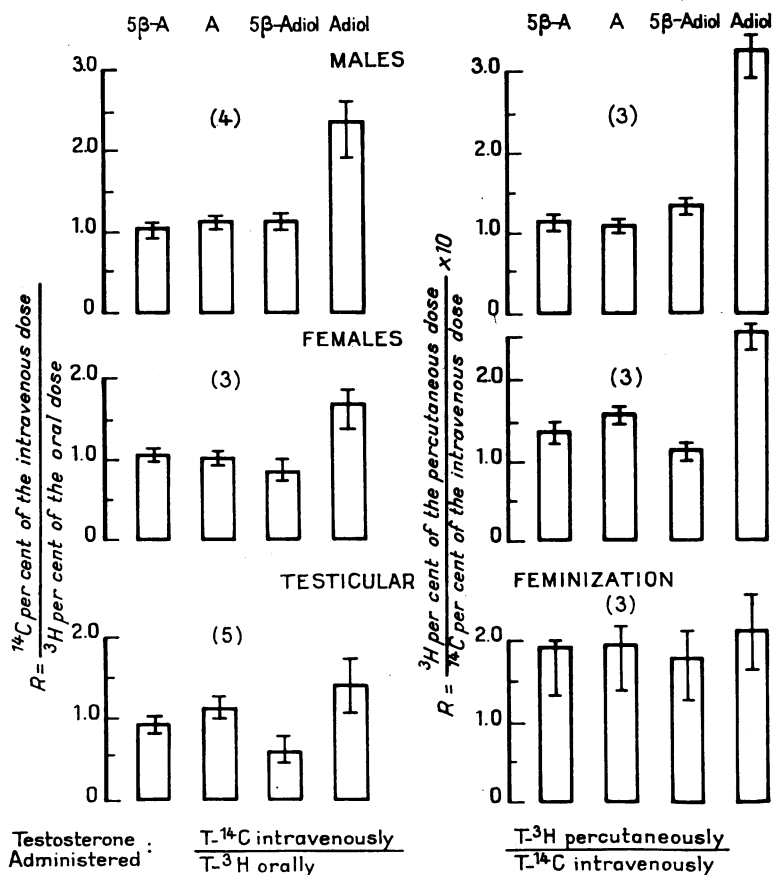 5β-A A 5β-Adiol Adiol
5β-A A 5β-Adiol Adiol
MALES
3.0
2.0
1.0
0
(4)
3.0
2.0
1.0
0
(3)
FEMALES
2.0
1.0
0
(3)
2.0
1.0
0
(3)
TESTICULAR FEMINIZATION
2.0
1.0
0
(5)
2.0
1.0
0
(3)
R = ¹⁴C per cent of the intravenous dose
³H per cent of the oral dose
R = ³H per cent of the percutaneous dose x10
¹⁴C per cent of the intravenous dose
Testosterone
Administered :
T-¹⁴C intravenously
T-³H orally
T-³H percutaneously
T-¹⁴C intravenously